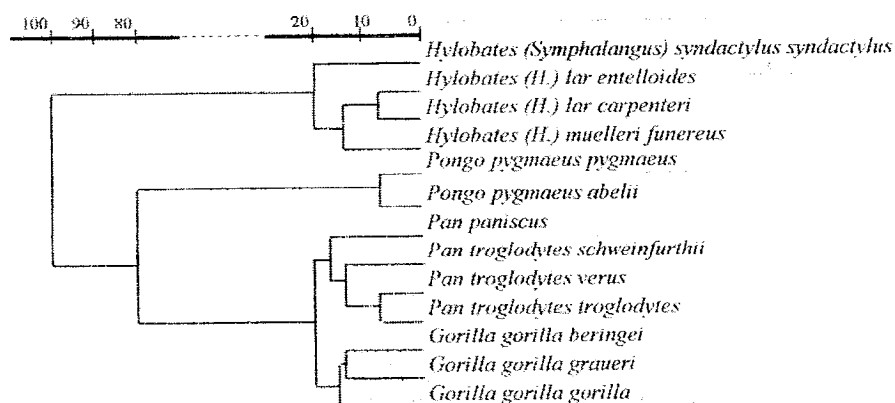 100 90 80 20 10 0
Hylobates (Symphalangus) syndactylus syndactylus
Hylobates (H.) lar entelloides
Hylobates (H.) lar carpenteri
Hylobates (H.) muelleri funereus
Pongo pygmaeus pygmaeus
Pongo pygmaeus abelii
Pan paniscus
Pan troglodytes schweinfurthii
Pan troglodytes verus
Pan troglodytes troglodytes
Gorilla gorilla beringei
Gorilla gorilla graueri
Gorilla gorilla gorilla